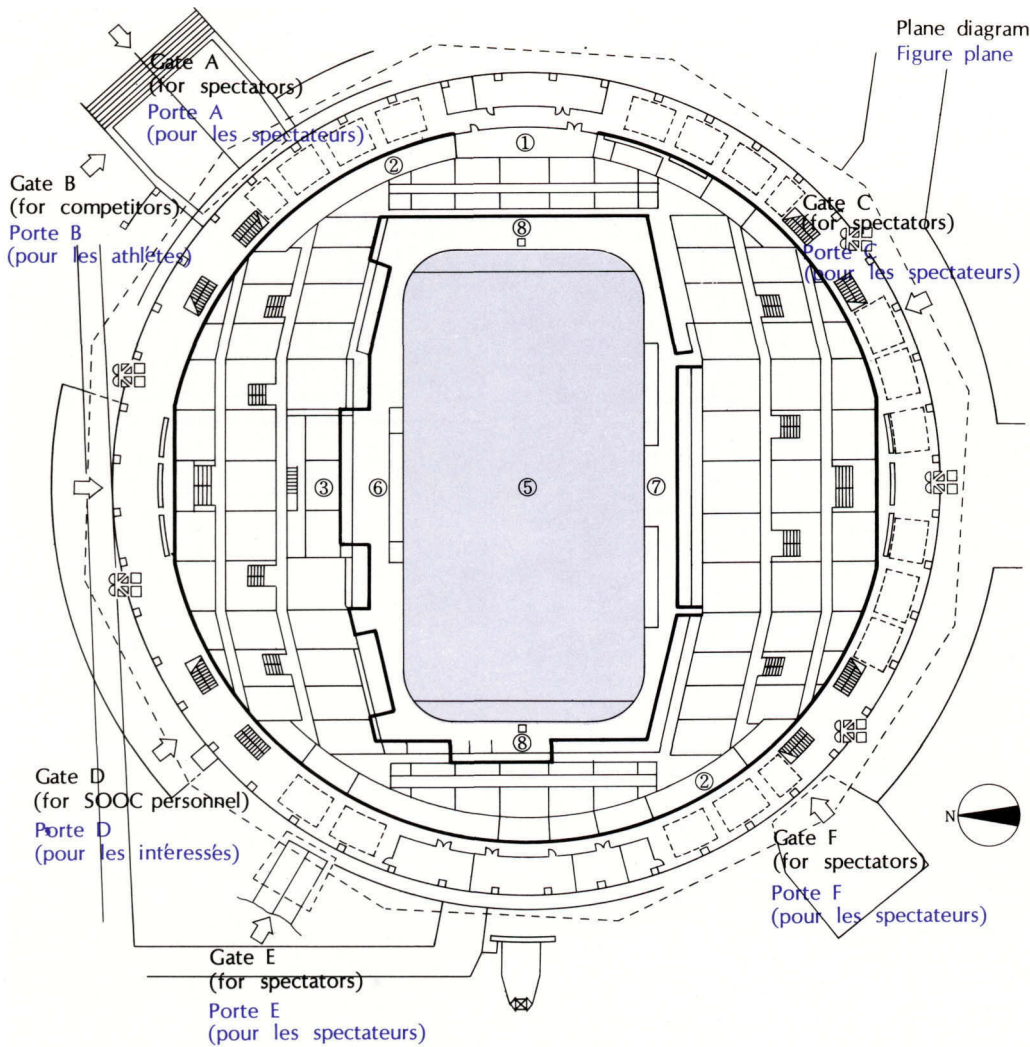 Plane diagram
Figure plane
Gate A
(for spectators)
Porte A
(pour les spectateurs)
Gate B
(for competitors)
Porte B
(pour les athlétes)
Gate C
(for spectators)
Porte C
(pour les spectateurs)
①
②
⑧
③
⑥
⑤
⑦
⑧
②
Gate D
(for SOOC personnel)
Porte D
(pour les intéressés)
N
Gate F
(for spectators)
Porte F
(pour les spectateurs)
Gate E
(for spectators)
Porte E
(pour les spectateurs)